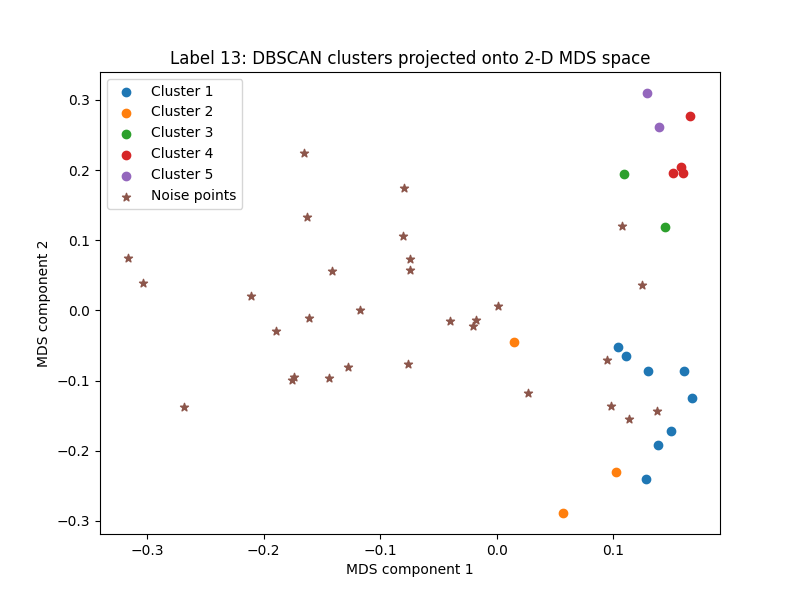 Label 13: DBSCAN clusters projected onto 2-D MDS space
Cluster 1
Cluster 2
Cluster 3
Cluster 4
Cluster 5
Noise points
0.3
0.2
0.1
0.0
−0.1
−0.2
−0.3
MDS component 2
−0.3
−0.2
−0.1
0.0
0.1
MDS component 1